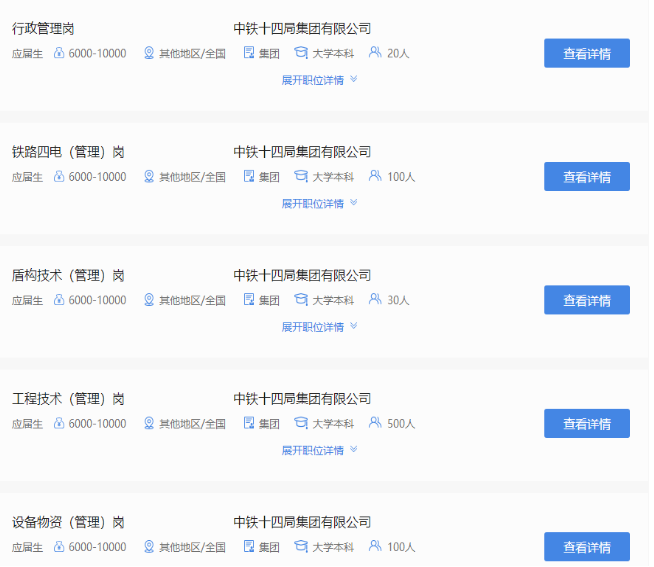 行政管理岗 中铁十四局集团有限公司
应届生 6000-10000 其他地区/全国 集团 大学本科 20人 查看详情
展开职位详情
铁路四电（管理）岗 中铁十四局集团有限公司
应届生 6000-10000 其他地区/全国 集团 大学本科 100人 查看详情
展开职位详情
盾构技术（管理）岗 中铁十四局集团有限公司
应届生 6000-10000 其他地区/全国 集团 大学本科 30人 查看详情
展开职位详情
工程技术（管理）岗 中铁十四局集团有限公司
应届生 6000-10000 其他地区/全国 集团 大学本科 500人 查看详情
展开职位详情
设备物资（管理）岗 中铁十四局集团有限公司
应届生 6000-10000 其他地区/全国 集团 大学本科 100人 查看详情